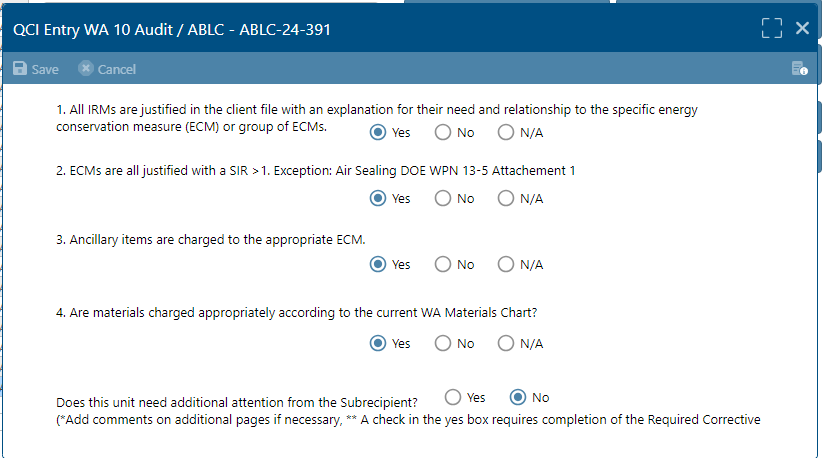 QCI Entry WA 10 Audit / ABLC - ABLC-24-391
Save Cancel
1. All IRMs are justified in the client file with an explanation for their need and relationship to the specific energy
conservation measure (ECM) or group of ECMs. Yes No N/A
2. ECMs are all justified with a SIR >1. Exception: Air Sealing DOE WPN 13-5 Attachement 1
Yes No N/A
3. Ancillary items are charged to the appropriate ECM.
Yes No N/A
4. Are materials charged appropriately according to the current WA Materials Chart?
Yes No N/A
Does this unit need additional attention from the Subrecipient? Yes No
(*Add comments on additional pages if necessary, ** A check in the yes box requires completion of the Required Corrective